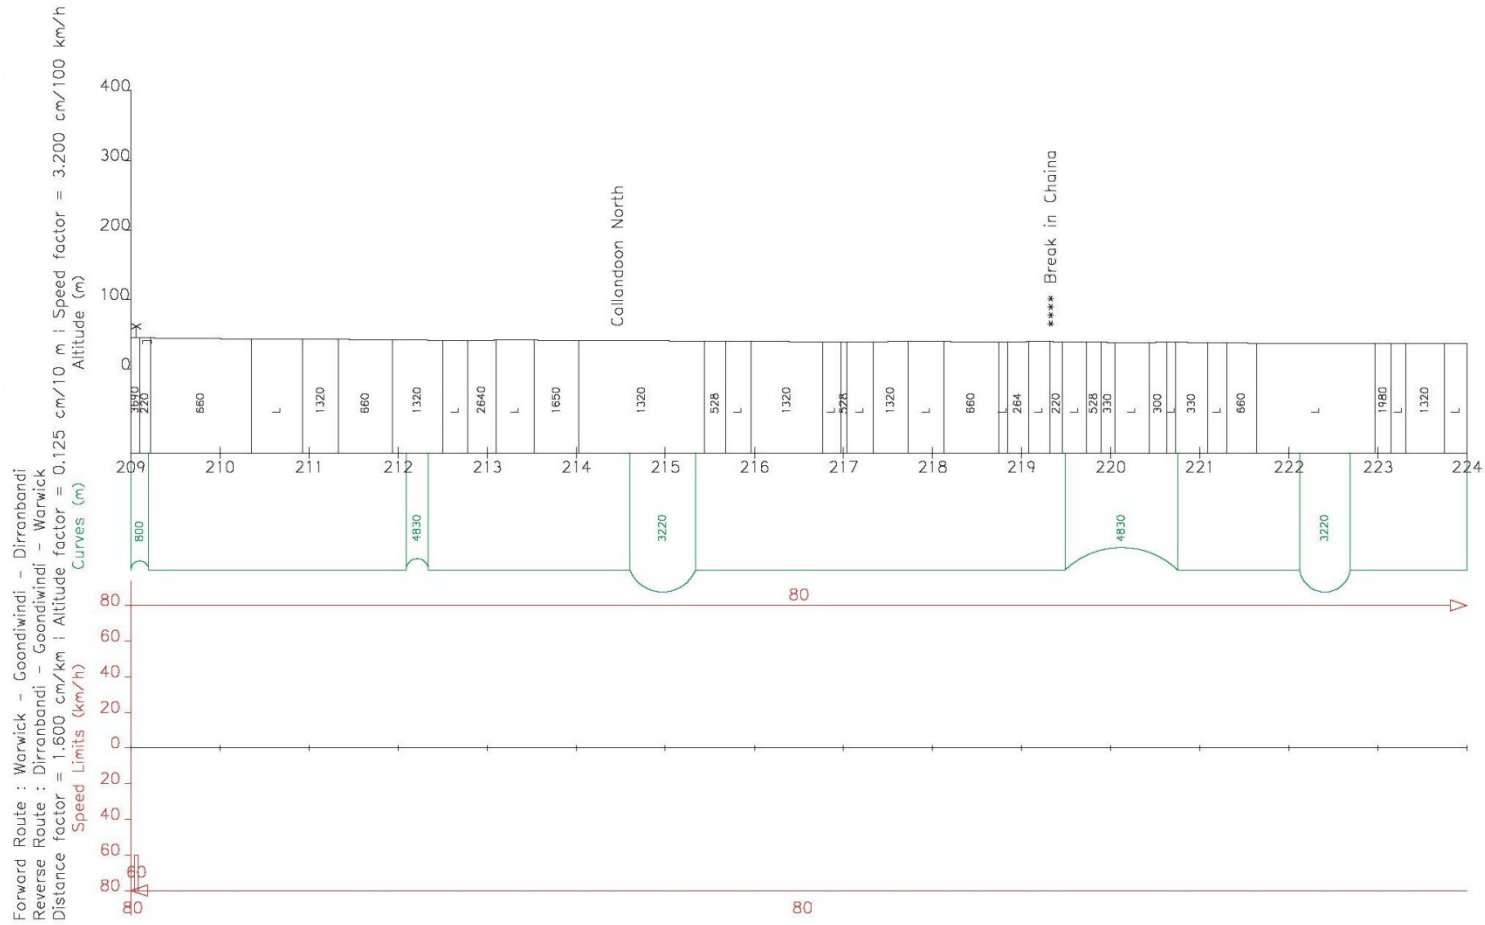 Forward Route : Warwick - Goondiwindi - Dirranbandi
Reverse Route : Dirranbandi - Goondiwindi - Warwick
Distance factor = 1.600 cm/km | Altitude factor = 0.125 cm/10 m | Speed factor = 3.200 cm/100 km/h
Altitude (m)
400
300
200
100
0
X
Callandoon North
**** Break in Chaina
3690 220 660 L 1320 660 1320 L 2640 L 1650 1320 528 L 1320 L 528 L 1320 L 660 L 264 L 220 L 528 330 L 300 L 330 L 660 L 1980 L 1320 L
209 210 211 212 213 214 215 216 217 218 219 220 221 222 223 224
Curves (m)
800 4830 3220 4830 3220
Speed Limits (km/h)
80 80
60
40
20
0
20
40
60
60
80
80 80